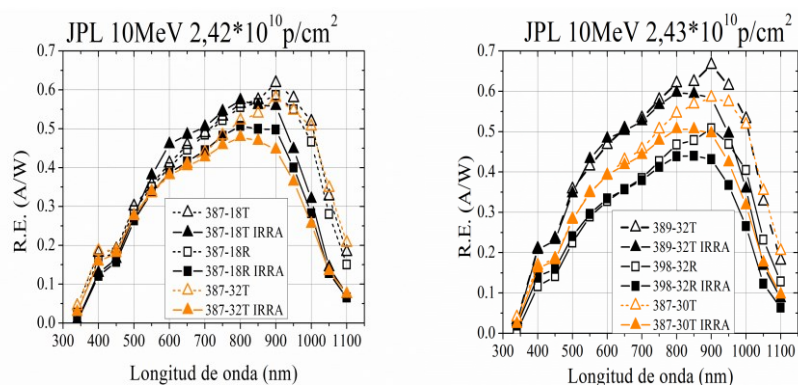 JPL 10MeV 2,42*10^10p/cm^2
0.7
0.6
0.5
0.4
0.3
0.2
0.1
0.0
R.E. (A/W)
387-18T
387-18T IRRA
387-18R
387-18R IRRA
387-32T
387-32T IRRA
300 400 500 600 700 800 900 1000 1100
Longitud de onda (nm)
JPL 10MeV 2,43*10^10p/cm^2
0.7
0.6
0.5
0.4
0.3
0.2
0.1
0.0
R.E. (A/W)
389-32T
389-32T IRRA
398-32R
398-32R IRRA
387-30T
387-30T IRRA
300 400 500 600 700 800 900 1000 1100
Longitud de onda (nm)